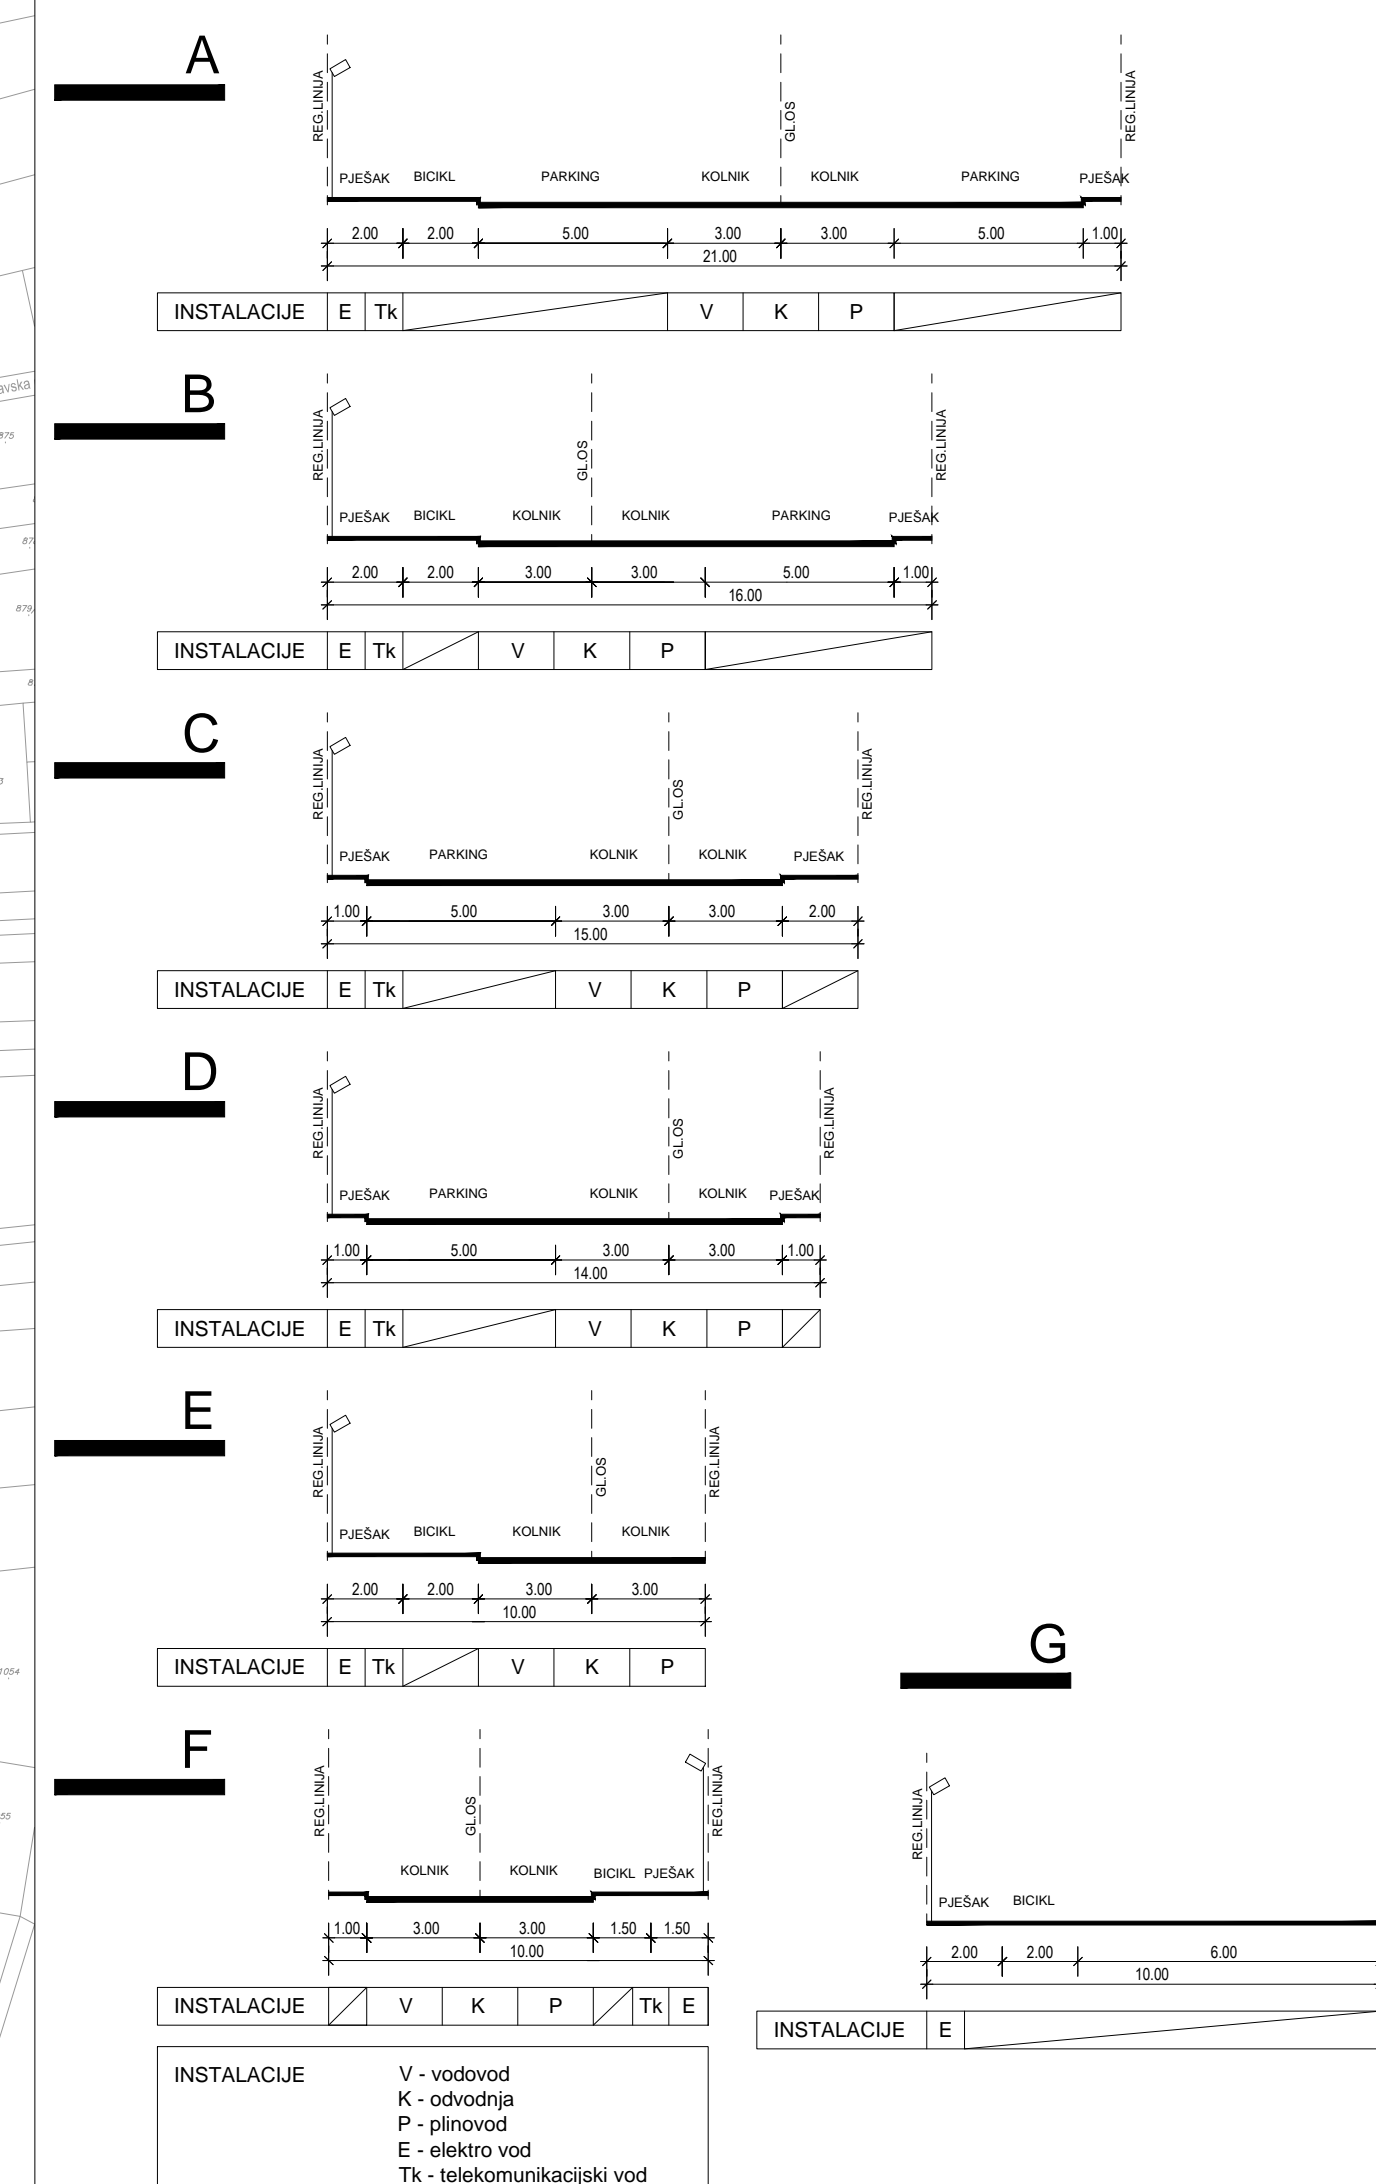 A
REG.LINIJA GL.OS REG.LINIJA
PJEŠAK BICIKL PARKING KOLNIK KOLNIK PARKING PJEŠAK
2.00 2.00 5.00 3.00 3.00 5.00 1.00
21.00
INSTALACIJE E Tk V K P
avska
B
875
REG.LINIJA GL.OS REG.LINIJA
PJEŠAK BICIKL KOLNIK KOLNIK PARKING PJEŠAK
2.00 2.00 3.00 3.00 5.00 1.00
16.00
879/
INSTALACIJE E Tk V K P
C
REG.LINIJA GL.OS REG.LINIJA
PJEŠAK PARKING KOLNIK KOLNIK PJEŠAK
1.00 5.00 3.00 3.00 2.00
15.00
INSTALACIJE E Tk V K P
D
REG.LINIJA GL.OS REG.LINIJA
PJEŠAK PARKING KOLNIK KOLNIK PJEŠAK
1.00 5.00 3.00 3.00 1.00
14.00
INSTALACIJE E Tk V K P
E
REG.LINIJA GL.OS REG.LINIJA
PJEŠAK BICIKL KOLNIK KOLNIK
2.00 2.00 3.00 3.00
10.00
INSTALACIJE E Tk V K P
1054
F
55
REG.LINIJA GL.OS REG.LINIJA
KOLNIK KOLNIK BICIKL PJEŠAK
1.00 3.00 3.00 1.50 1.50
10.00
INSTALACIJE V K P Tk E
G
REG.LINIJA
PJEŠAK BICIKL
2.00 2.00 6.00
10.00
INSTALACIJE E
INSTALACIJE V - vodovod
K - odvodnja
P - plinovod
E - elektro vod
Tk - telekomunikacijski vod